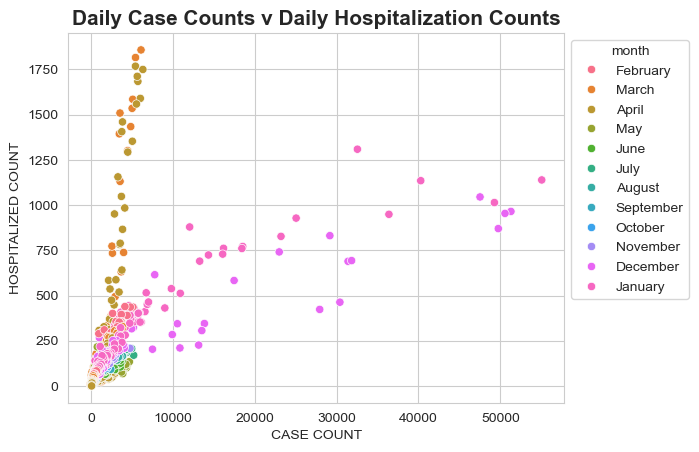 Daily Case Counts v Daily Hospitalization Counts
HOSPITALIZED COUNT
1750
1500
1250
1000
750
500
250
0
0
10000
20000
30000
40000
50000
CASE COUNT
month
February
March
April
May
June
July
August
September
October
November
December
January